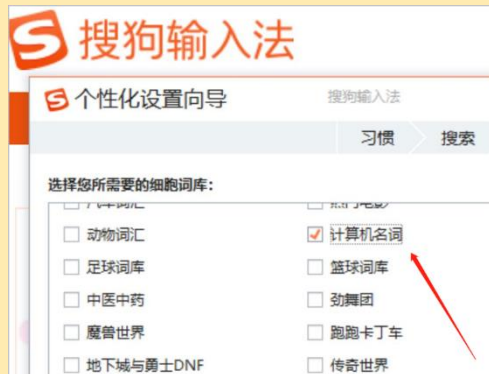 搜狗输入法
个性化设置向导 搜狗输入法
习惯 搜索
选择您所需要的细胞词库：
动物词汇 计算机名词
足球词库 篮球词库
中医中药 劲舞团
魔兽世界 跑跑卡丁车
地下城与勇士DNF 传奇世界